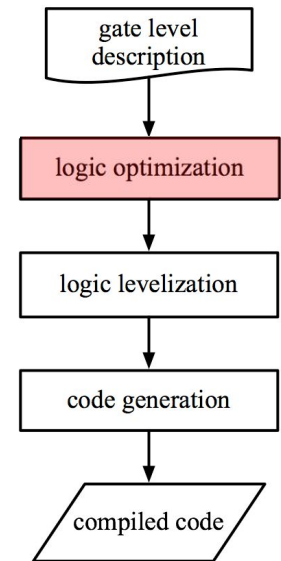 gate level
description
logic optimization
logic levelization
code generation
compiled code